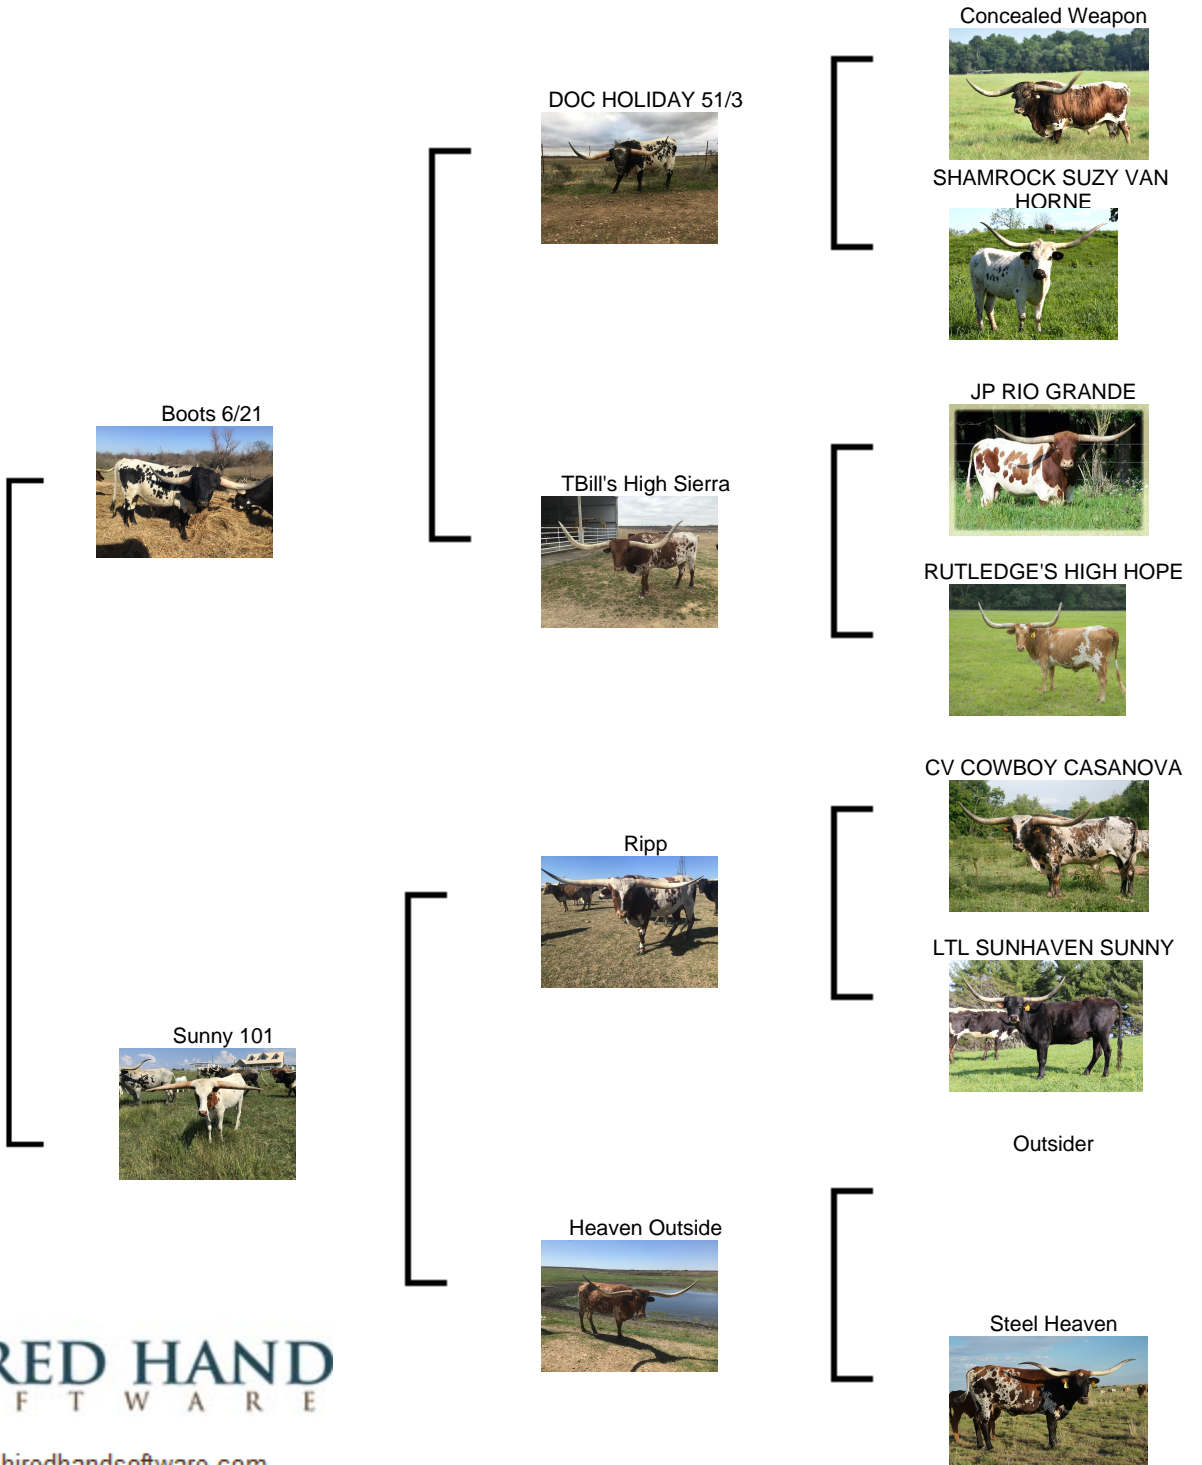 Concealed Weapon
DOC HOLIDAY 51/3
SHAMROCK SUZY VAN
HORNE
JP RIO GRANDE
Boots 6/21
TBill's High Sierra
RUTLEDGE'S HIGH HOPE
CV COWBOY CASANOVA
Ripp
LTL SUNHAVEN SUNNY
Sunny 101
Outsider
Heaven Outside
Steel Heaven
RED HAND
F T W A R E
hiredhandsoftware.com